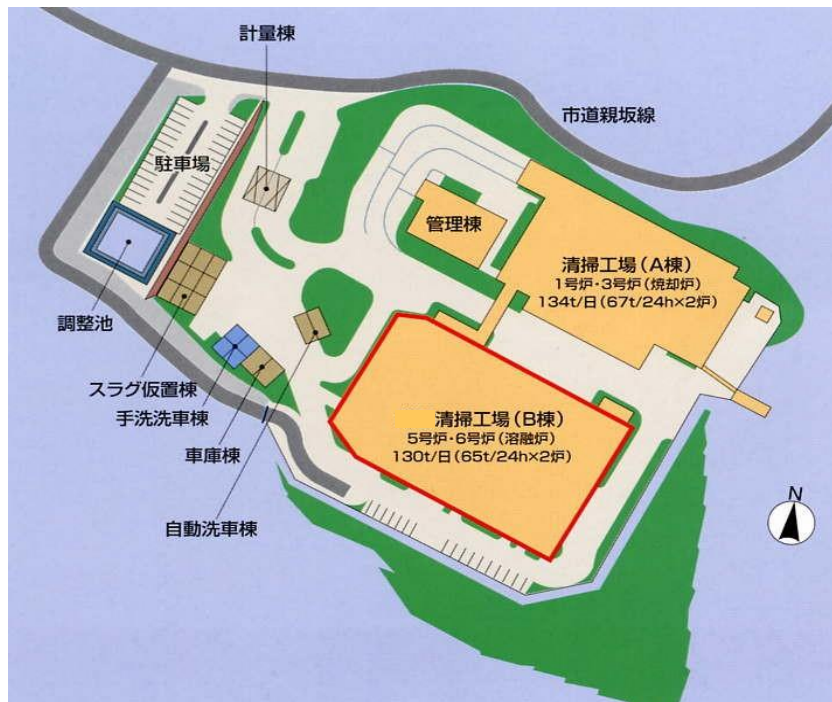 計量棟
市道親坂線
駐車場
管理棟
清掃工場(A棟)
1号炉・3号炉(焼却炉)
134t/日(67t/24h×2炉)
調整池
スラグ仮置棟
手洗洗車棟
車庫棟
自動洗車棟
清掃工場(B棟)
5号炉・6号炉(溶融炉)
130t/日(65t/24h×2炉)
N